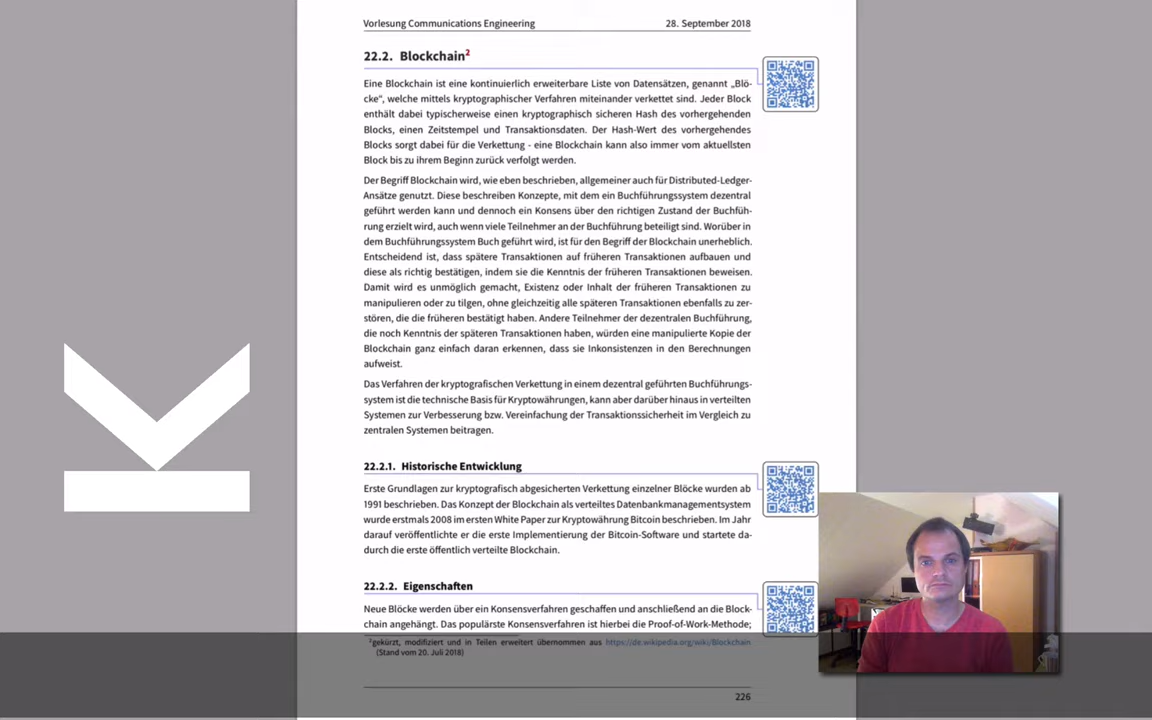 Vorlesung Communications Engineering 28. September 2018
22.2. Blockchain²
Eine Blockchain ist eine kontinuierlich erweiterbare Liste von Datensätzen, genannt „Blö-
cke“, welche mittels kryptographischer Verfahren miteinander verkettet sind. Jeder Block
enthält dabei typischerweise einen kryptographisch sicheren Hash des vorhergehenden
Blocks, einen Zeitstempel und Transaktionsdaten. Der Hash-Wert des vorhergehendes
Blocks sorgt dabei für die Verkettung - eine Blockchain kann also immer vom aktuellsten
Block bis zu ihrem Beginn zurück verfolgt werden.
Der Begriff Blockchain wird, wie eben beschrieben, allgemeiner auch für Distributed-Ledger-
Ansätze genutzt. Diese beschreiben Konzepte, mit dem ein Buchführungssystem dezentral
geführt werden kann und dennoch ein Konsens über den richtigen Zustand der Buchfüh-
rung erzielt wird, auch wenn viele Teilnehmer an der Buchführung beteiligt sind. Worüber in
dem Buchführungssystem Buch geführt wird, ist für den Begriff der Blockchain unerheblich.
Entscheidend ist, dass spätere Transaktionen auf früheren Transaktionen aufbauen und
diese als richtig bestätigen, indem sie die Kenntnis der früheren Transaktionen beweisen.
Damit wird es unmöglich gemacht, Existenz oder Inhalt der früheren Transaktionen zu
manipulieren oder zu tilgen, ohne gleichzeitig alle späteren Transaktionen ebenfalls zu zer-
stören, die die früheren bestätigt haben. Andere Teilnehmer der dezentralen Buchführung,
die noch Kenntnis der späteren Transaktionen haben, würden eine manipulierte Kopie der
Blockchain ganz einfach daran erkennen, dass sie Inkonsistenzen in den Berechnungen
aufweist.
Das Verfahren der kryptografischen Verkettung in einem dezentral geführten Buchführungs-
system ist die technische Basis für Kryptowährungen, kann aber darüber hinaus in verteilten
Systemen zur Verbesserung bzw. Vereinfachung der Transaktionssicherheit im Vergleich zu
zentralen Systemen beitragen.
22.2.1. Historische Entwicklung
Erste Grundlagen zur kryptografisch abgesicherten Verkettung einzelner Blöcke wurden ab
1991 beschrieben. Das Konzept der Blockchain als verteiltes Datenbankmanagementsystem
wurde erstmals 2008 im ersten White Paper zur Kryptowährung Bitcoin beschrieben. Im Jahr
darauf veröffentlichte er die erste Implementierung der Bitcoin-Software und startete da-
durch die erste öffentlich verteilte Blockchain.
22.2.2. Eigenschaften
Neue Blöcke werden über ein Konsensverfahren geschaffen und anschließend an die Block-
chain angehängt. Das populärste Konsensverfahren ist hierbei die Proof-of-Work-Methode;
²gekürzt, modifiziert und in Teilen erweitert übernommen aus https://de.wikipedia.org/wiki/Blockchain
(Stand vom 20. Juli 2018)
226